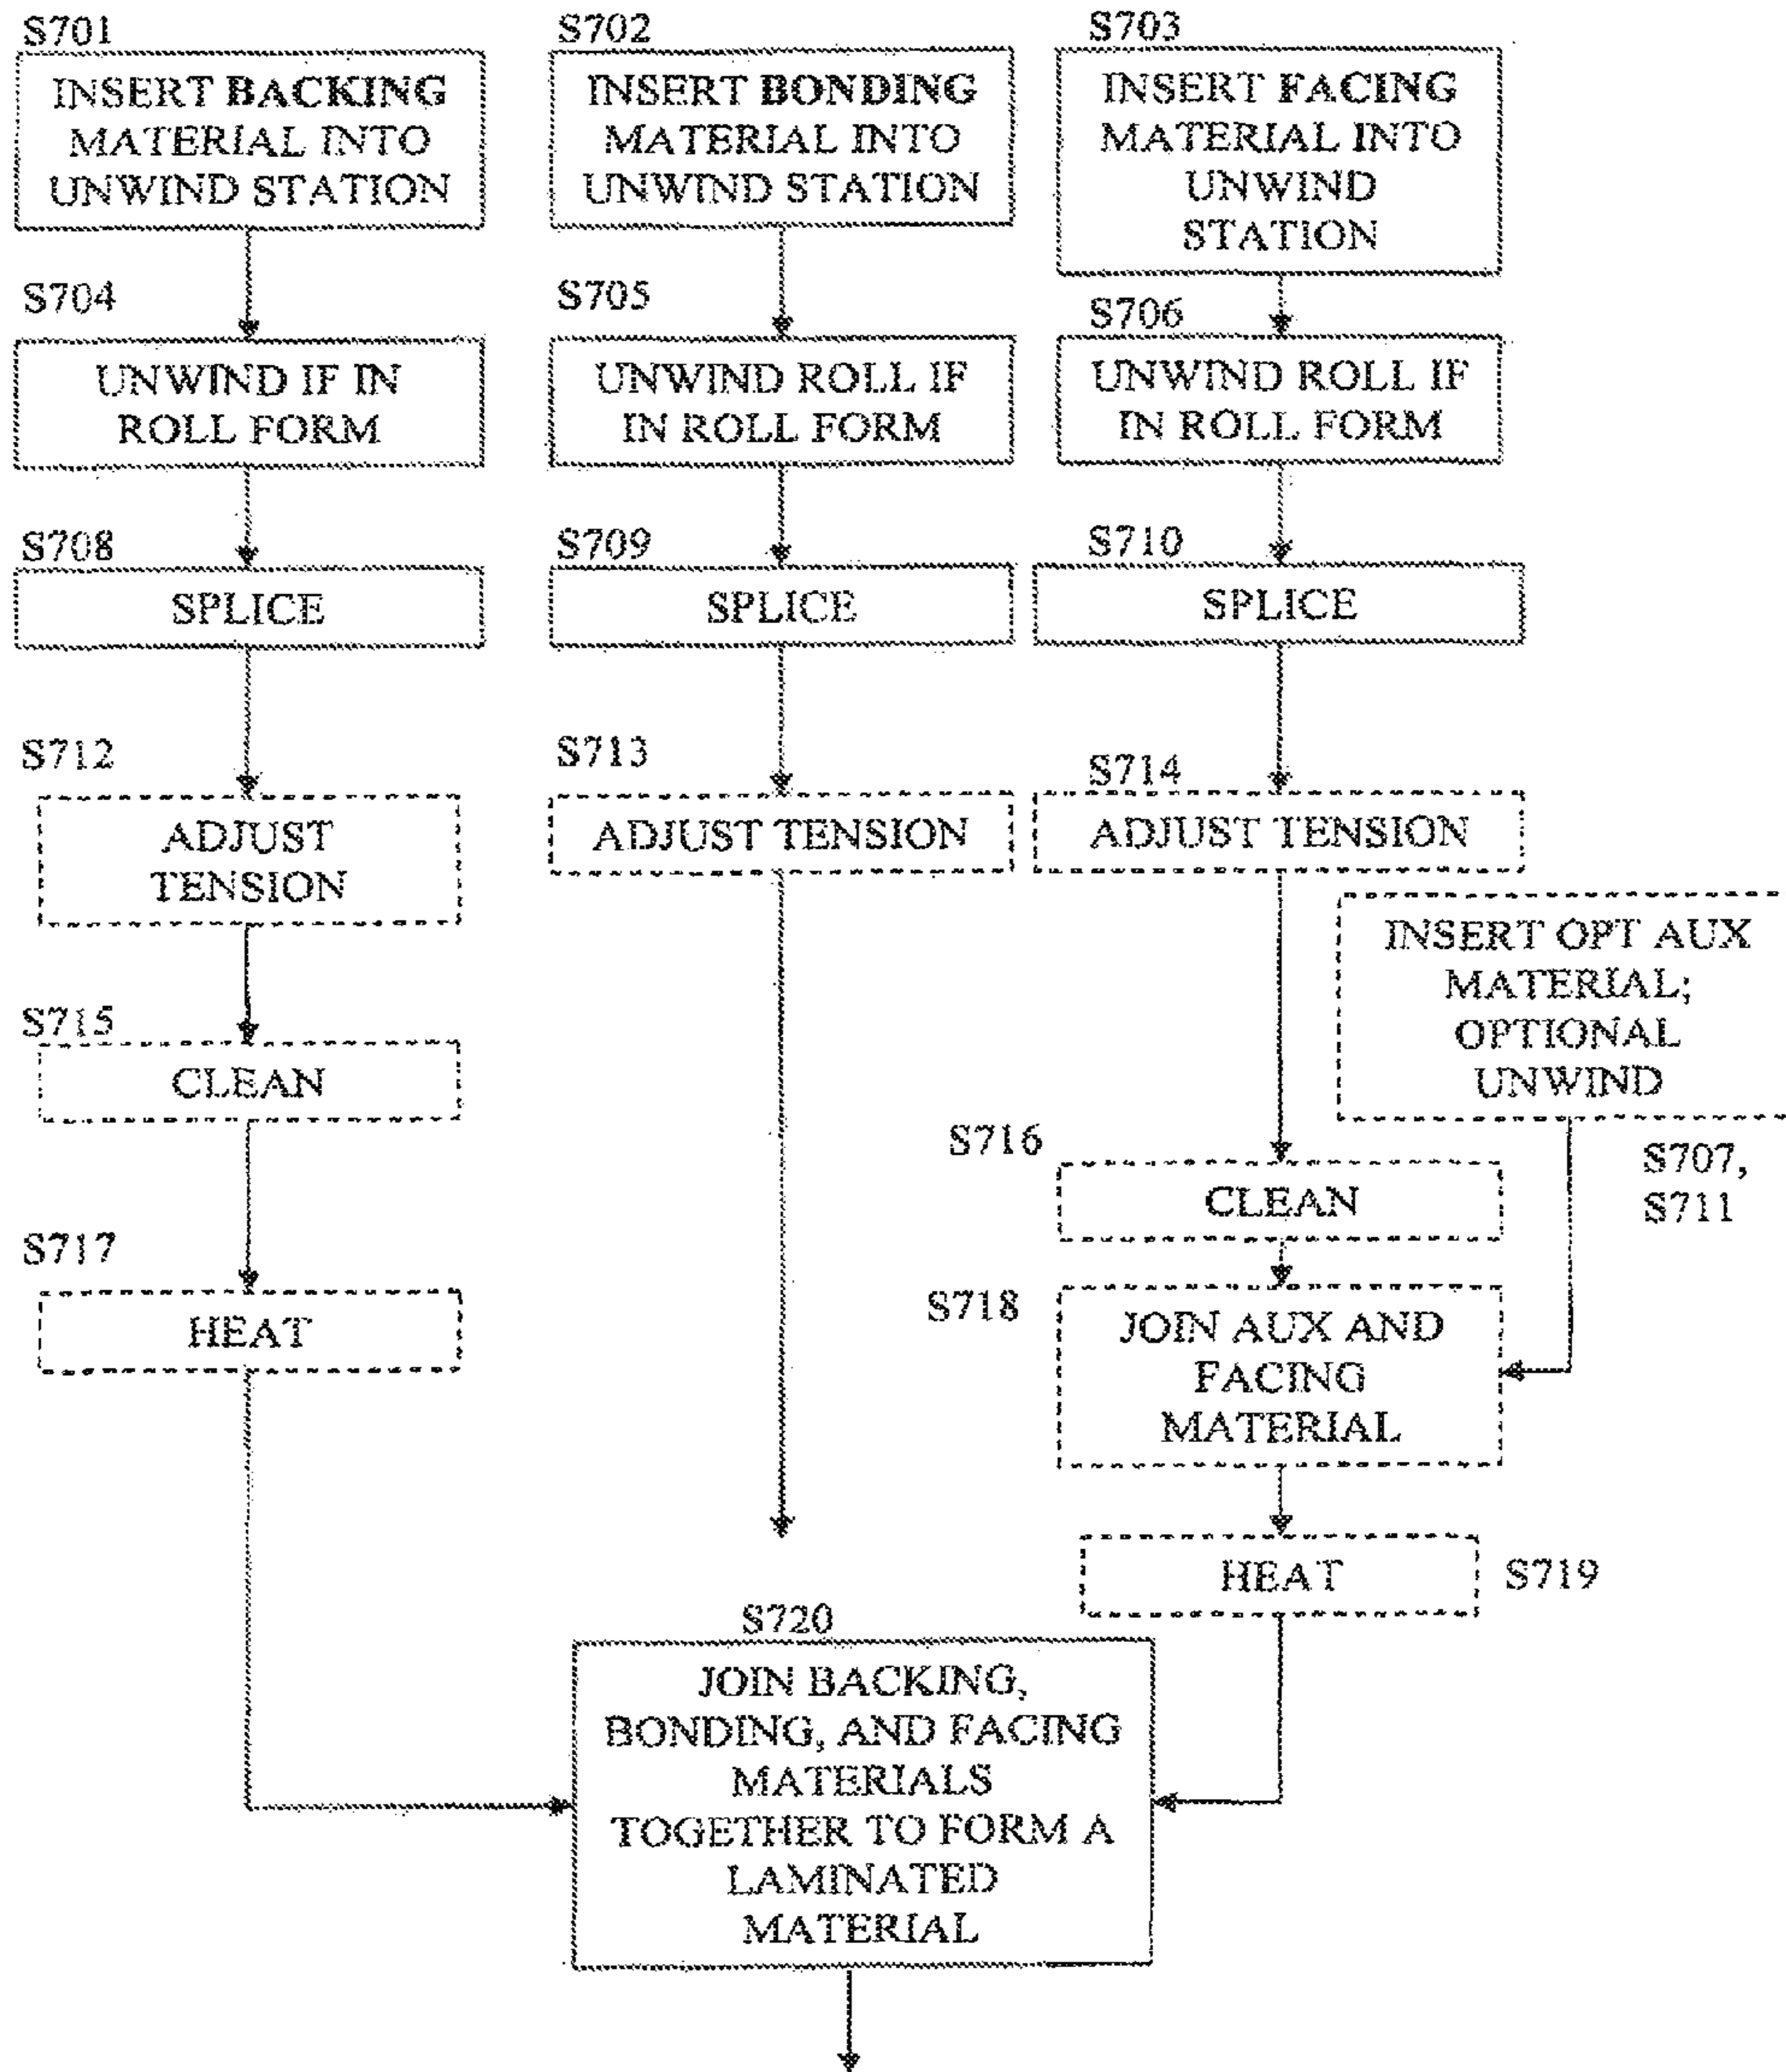 S701
INSERT BACKING
MATERIAL INTO
UNWIND STATION
S702
INSERT BONDING
MATERIAL INTO
UNWIND STATION
S703
INSERT FACING
MATERIAL INTO
UNWIND
STATION
S704
UNWIND IF IN
ROLL FORM
S705
UNWIND ROLL IF
IN ROLL FORM
S706
UNWIND ROLL IF
IN ROLL FORM
S708
SPLICE
S709
SPLICE
S710
SPLICE
S712
ADJUST
TENSION
S713
ADJUST TENSION
S714
ADJUST TENSION
INSERT OPT AUX
MATERIAL;
OPTIONAL
UNWIND
S707,
S711
S715
CLEAN
S716
CLEAN
S717
HEAT
S718
JOIN AUX AND
FACING
MATERIAL
HEAT
S719
S720
JOIN BACKING,
BONDING, AND FACING
MATERIALS
TOGETHER TO FORM A
LAMINATED
MATERIAL